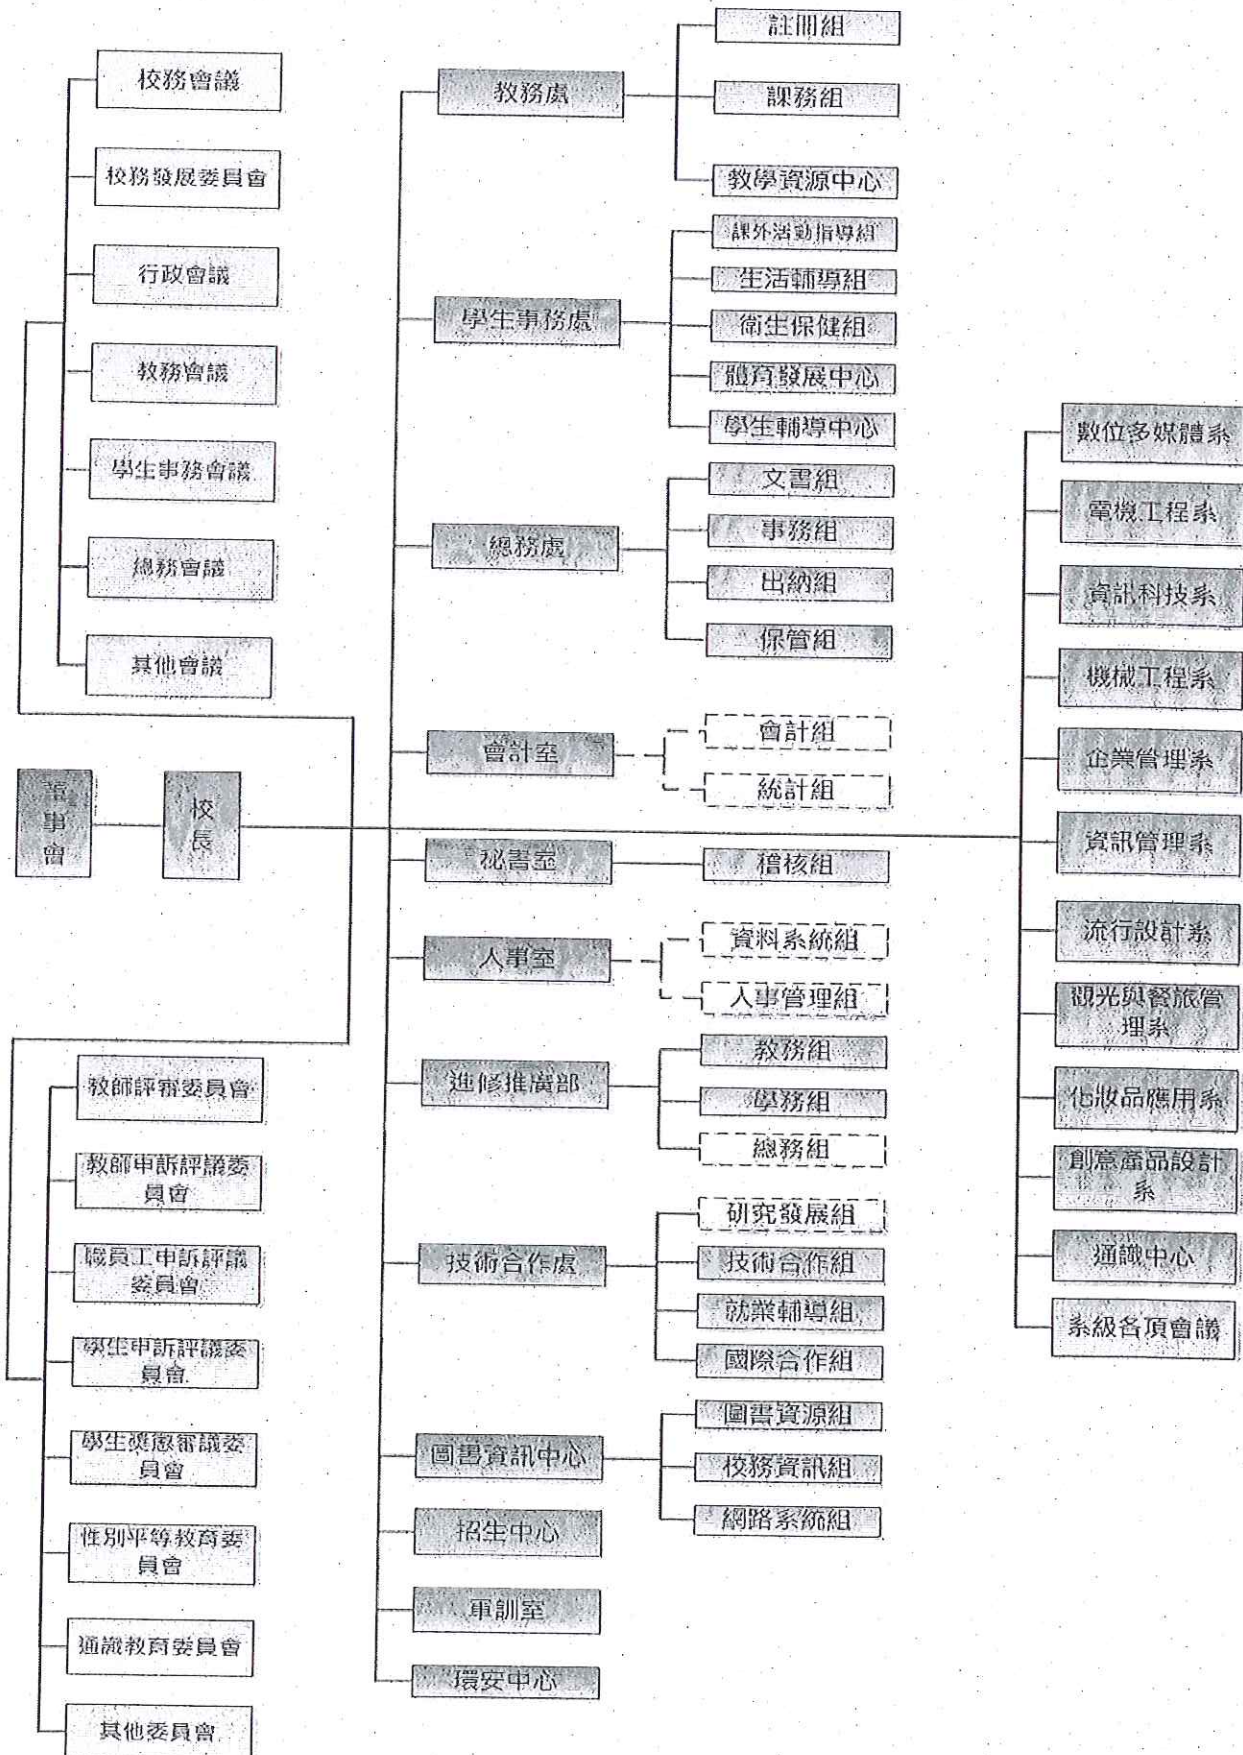 校務會議
校務發展委員會
行政會議
教務會議
學生事務會議
總務會議
其他會議
董
事
會
校
長
教師評審委員會
教師申訴評議委
員會
職員工申訴評議
委員會
學生申訴評議委
員會
學生獎懲審議委
員會
性別平等教育委
員會
通識教育委員會
其他委員會
教務處
註冊組
課務組
教學資源中心
學生事務處
課外活動指導組
生活輔導組
衛生保健組
體育發展中心
學生輔導中心
總務處
文書組
事務組
出納組
保管組
會計室
會計組
統計組
祕書室
稽核組
人事室
資料系統組
人事管理組
進修推廣部
教務組
學務組
總務組
技術合作處
研究發展組
技術合作組
就業輔導組
國際合作組
圖書資訊中心
圖書資源組
校務資訊組
網路系統組
招生中心
軍訓室
環安中心
數位多媒體系
電機工程系
資訊科技系
機械工程系
企業管理系
資訊管理系
流行設計系
觀光與餐旅管
理系
化妝品應用系
創意產品設計
系
通識中心
系級各項會議